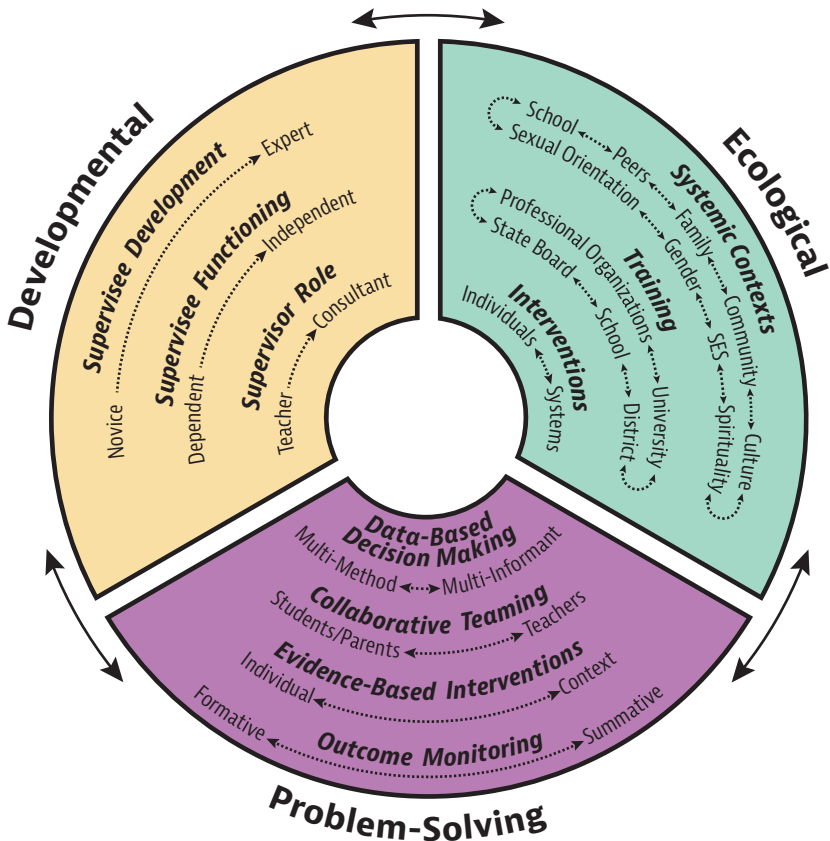 Developmental
Supervisee Development
Novice
Expert
Supervisee Functioning
Dependent
Independent
Supervisor Role
Teacher
Consultant
Ecological
Systemic Contexts
School
Peers
Family
Community
Culture
Sexual Orientation
Gender
SES
Spirituality
Training
Professional Organizations
University
State Board
School
District
Interventions
Individuals
Systems
Data-Based
Decision Making
Multi-Method
Multi-Informant
Collaborative Teaming
Students/Parents
Teachers
Evidence-Based Interventions
Individual
Context
Outcome Monitoring
Formative
Summative
Problem-Solving